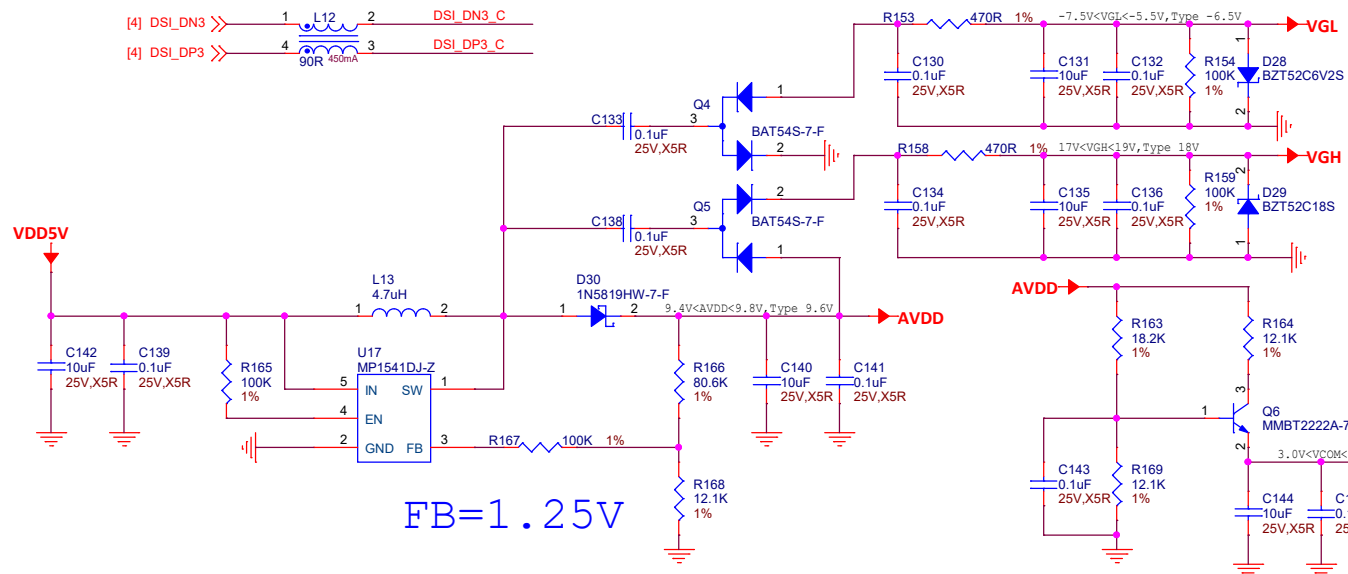 [4] DSI_DN3
1
L12
2
DSI_DN3_C
[4] DSI_DP3
4
3
DSI_DP3_C
90R
450mA
R153
470R
1%
-7.5V<VGL<-5.5V,Type -6.5V
VGL
C130
0.1uF
25V,X5R
C131
10uF
25V,X5R
C132
0.1uF
25V,X5R
R154
100K
1%
1
D28
BZT52C6V2S
2
C133
0.1uF
25V,X5R
Q4
3
1
BAT54S-7-F
2
R158
470R
1%
17V<VGH<19V,Type 18V
VGH
C134
0.1uF
25V,X5R
C135
10uF
25V,X5R
C136
0.1uF
25V,X5R
R159
100K
1%
2
D29
BZT52C18S
1
C138
0.1uF
25V,X5R
Q5
3
2
BAT54S-7-F
1
VDD5V
L13
4.7uH
1
2
D30
1N5819HW-7-F
1
2
9.4V<AVDD<9.8V,Type 9.6V
AVDD
C142
10uF
25V,X5R
C139
0.1uF
25V,X5R
R165
100K
1%
U17
MP1541DJ-Z
5
IN
SW
1
4
EN
2
GND
FB
3
R167
100K
1%
R166
80.6K
1%
C140
10uF
25V,X5R
C141
0.1uF
25V,X5R
R168
12.1K
1%
FB=1.25V
AVDD
R163
18.2K
1%
R164
12.1K
1%
3
1
Q6
MMBT2222A-7
2
3.0V<VCOM<
C143
0.1uF
25V,X5R
R169
12.1K
1%
C144
10uF
25V,X5R